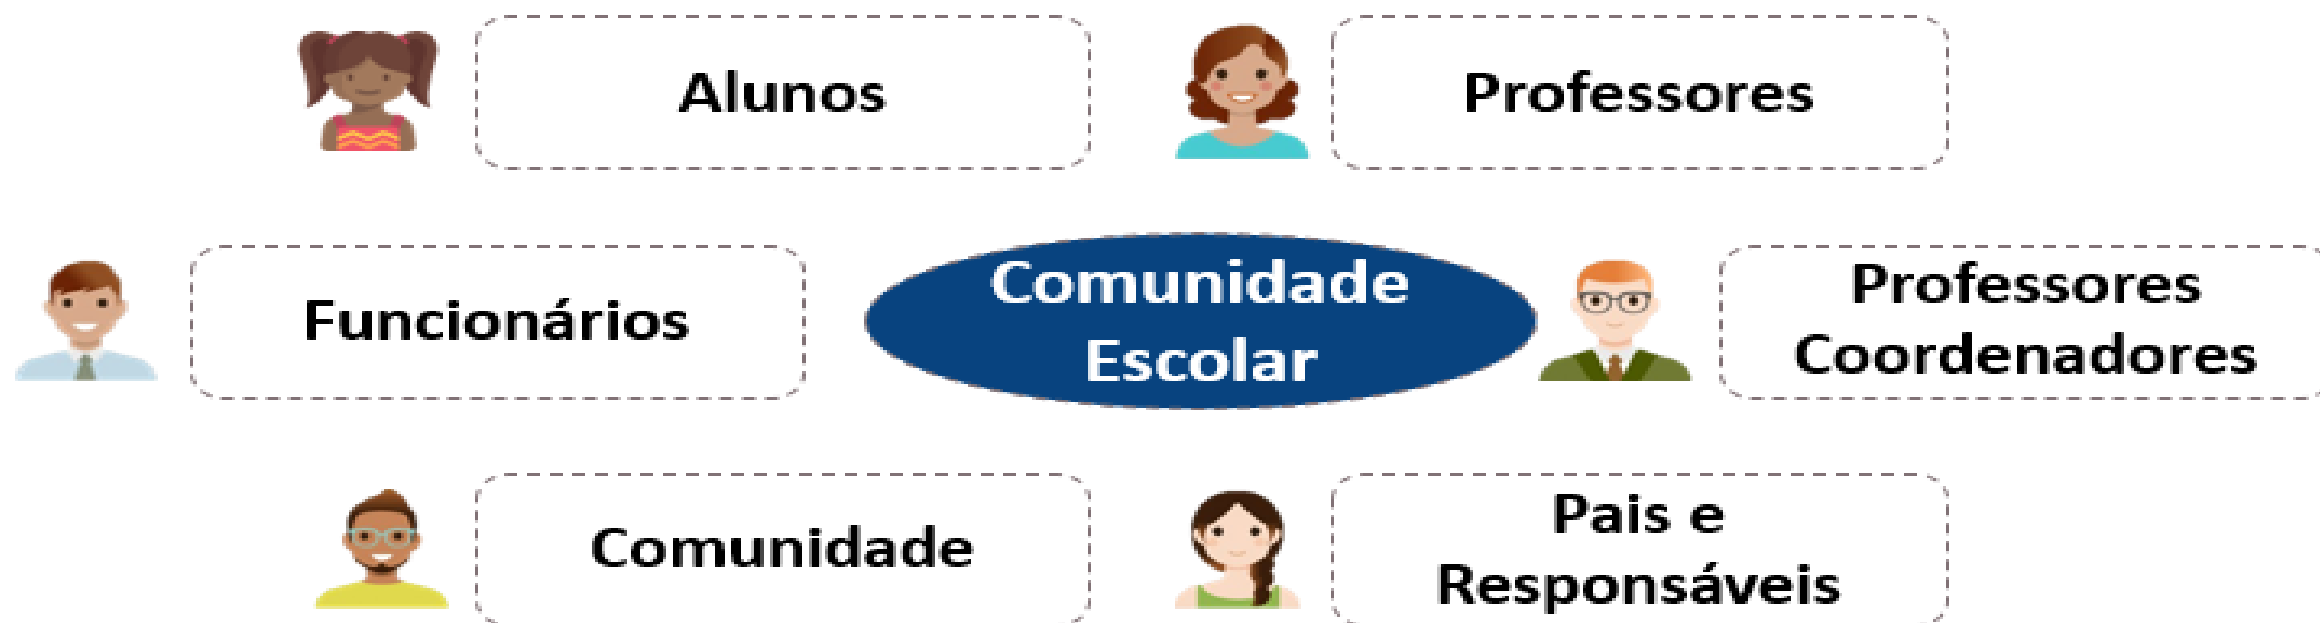 Alunos
Professores
Funcionários
Comunidade
Escolar
Professores
Coordenadores
Comunidade
Pais e
Responsáveis